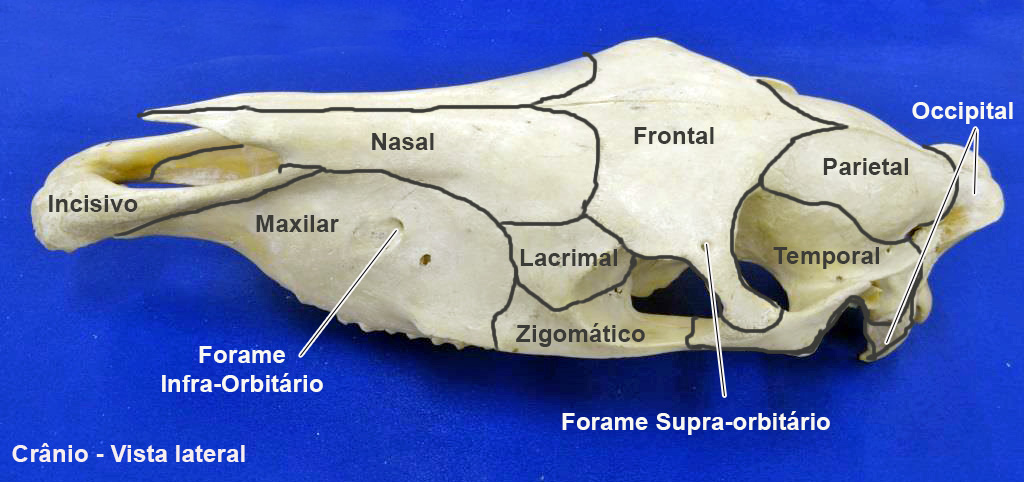 Occipital
Nasal
Frontal
Parietal
Incisivo
Maxilar
Lacrimal
Temporal
Zigomático
Forame
Infra-Orbitário
Forame Supra-orbitário
Crânio - Vista lateral